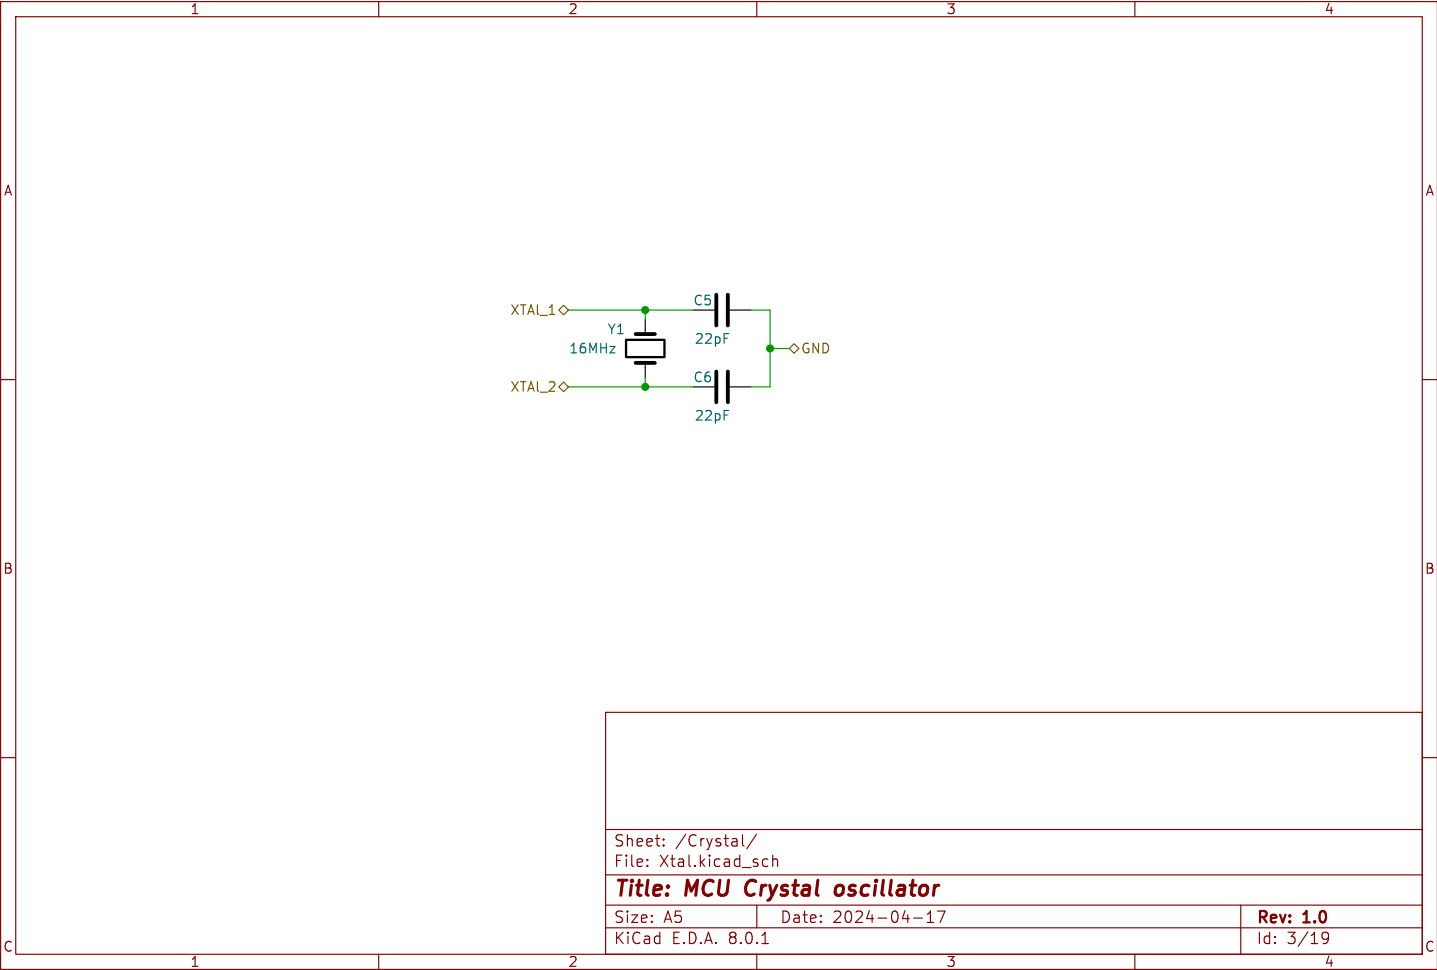 1 2 3 4
A A
XTAL_1 C5
Y1
22pF
16MHz GND
C6
XTAL_2
22pF
B B
Sheet: /Crystal/
File: Xtal.kicad_sch
Title: MCU Crystal oscillator
Size: A5 Date: 2024-04-17 Rev: 1.0
KiCad E.D.A. 8.0.1 Id: 3/19
C C
1 2 3 4